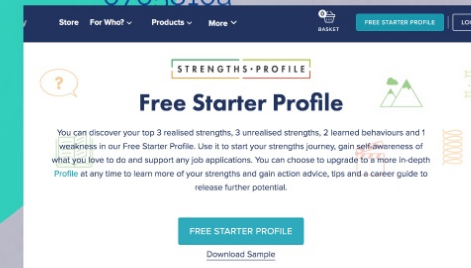 Store For Who? Products More 0 BASKET FREE STARTER PROFILE
STRENGTHS·PROFILE
Free Starter Profile
You can discover your top 3 realised strengths, 3 unrealised strengths, 2 learned behaviours and 1
weakness in our Free Starter Profile. Use it to start your strengths journey, gain self-awareness of
what you love to do and support any job applications. You can choose to upgrade to a more in-depth
Profile at any time to learn more of your strengths and gain action advice, tips and a career guide to
release further potential.
FREE STARTER PROFILE
Download Sample